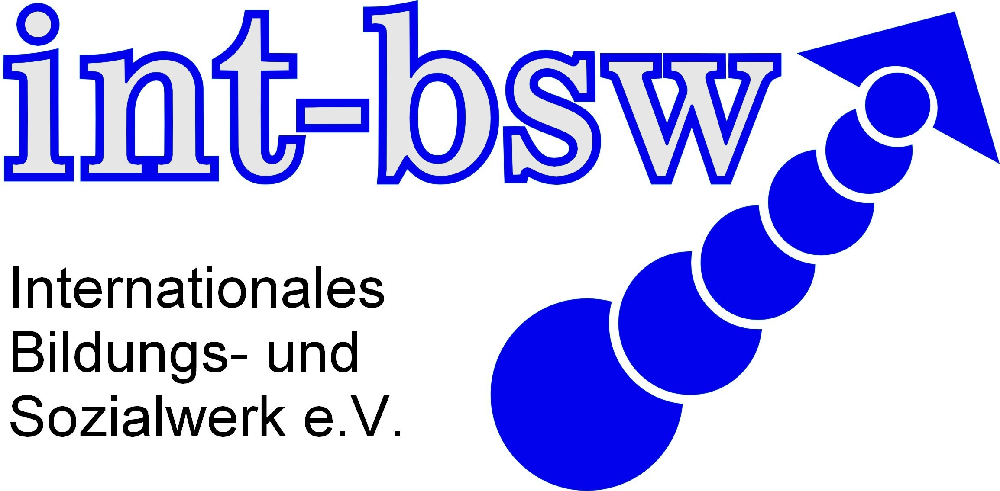 int-bsw
Internationales
Bildungs- und
Sozialwerk e.V.